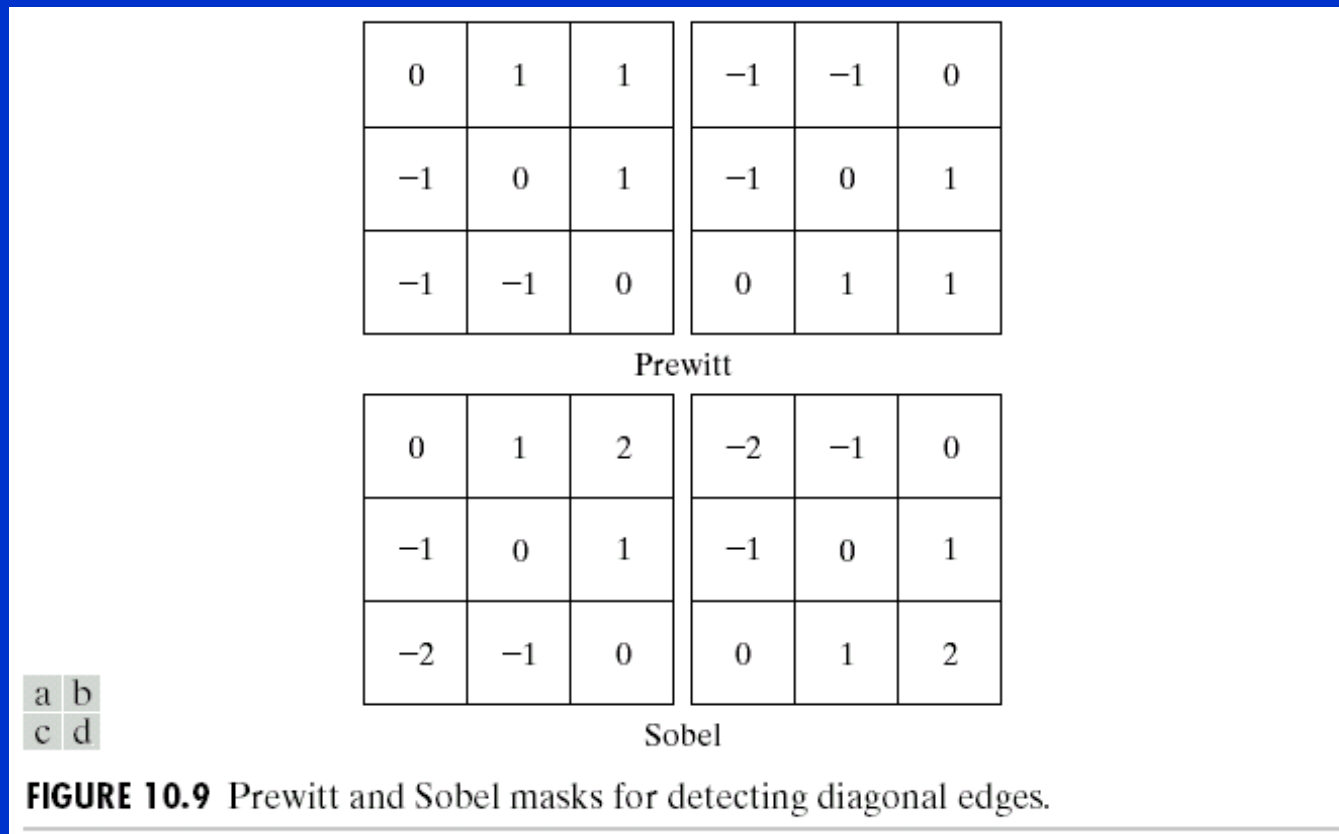 0 1 1 −1 −1 0
−1 0 1 −1 0 1
−1 −1 0 0 1 1
Prewitt
0 1 2 −2 −1 0
−1 0 1 −1 0 1
−2 −1 0 0 1 2
a b
c d
Sobel
FIGURE 10.9 Prewitt and Sobel masks for detecting diagonal edges.